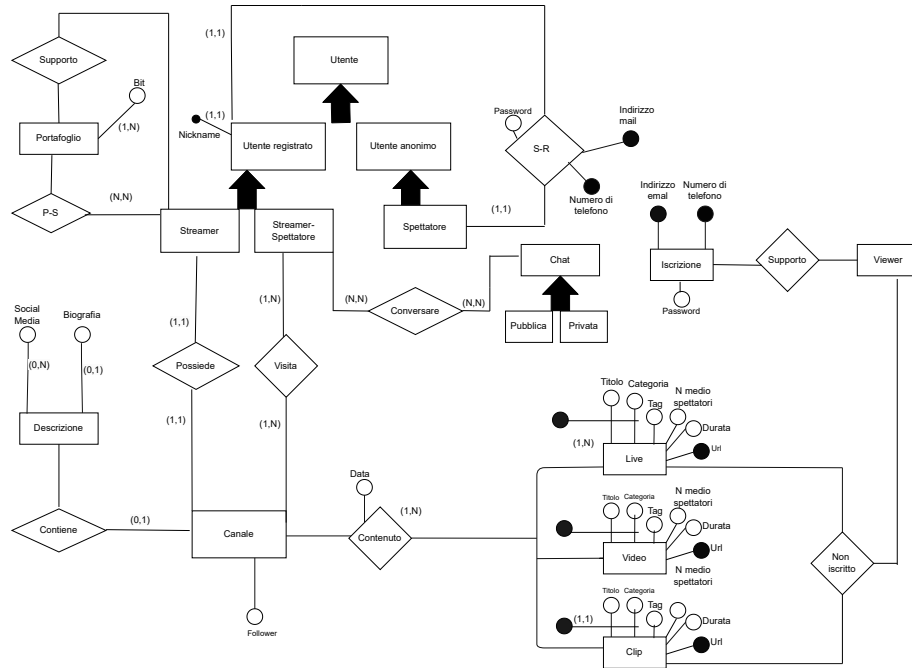 (1,1)
Utente
Supporto
Bit
Portafoglio
(1,N)
(1,1)
Nickname
Utente registrato
Utente anonimo
Password
S-R
Indirizzo
mail
Numero di
telefono
P-S
(N,N)
Streamer
Streamer-
Spettatore
Spettatore
(1,1)
Indirizzo
emal
Numero di
telefono
Iscrizione
Password
Supporto
Viewer
Chat
Pubblica
Privata
(N,N)
Conversare
(N,N)
(1,N)
(1,1)
Possiede
Visita
(1,1)
(1,N)
Social
Media
Biografia
(0,N)
(0,1)
Descrizione
Contiene
(0,1)
Canale
Follower
Data
(1,N)
Contenuto
Titolo
Categoria
Tag
N medio
spettatori
Durata
Url
(1,N)
Live
Titolo
Categoria
Tag
N medio
spettatori
Durata
Url
Video
Non
iscritto
N medio
spettatori
Titolo
Categoria
Tag
Durata
Url
(1,1)
Clip